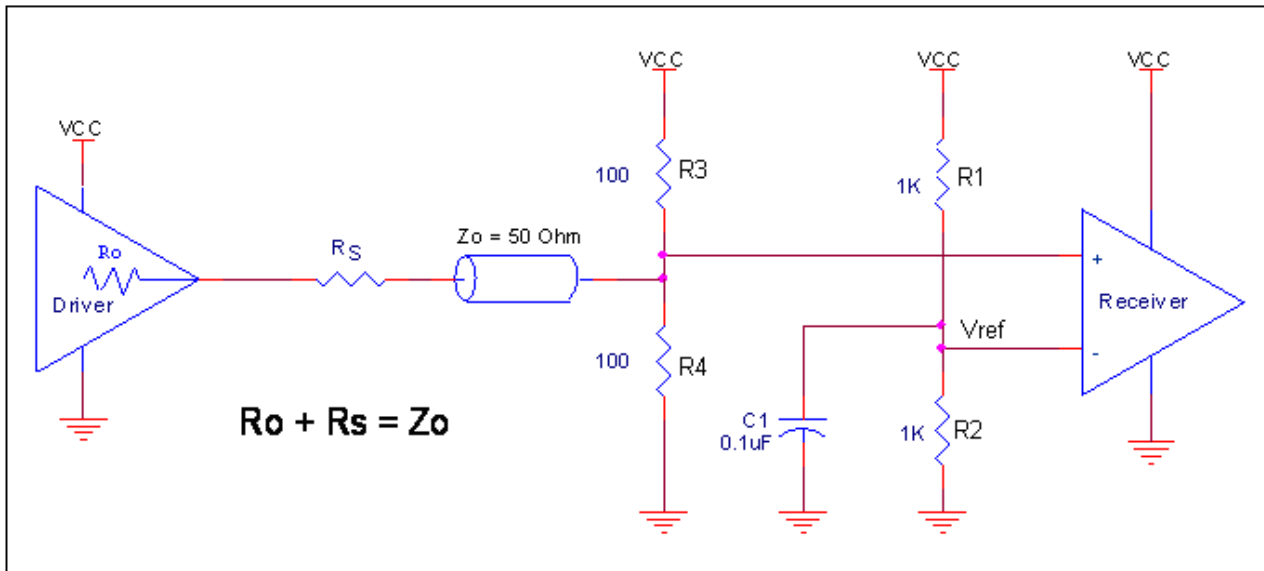 VCC
VCC
VCC
VCC
Ro
Driver
RS
Zo = 50 Ohm
100
R3
1K
R1
+
Receiver
-
Vref
100
R4
Ro + Rs = Zo
C1
0.1uF
1K
R2